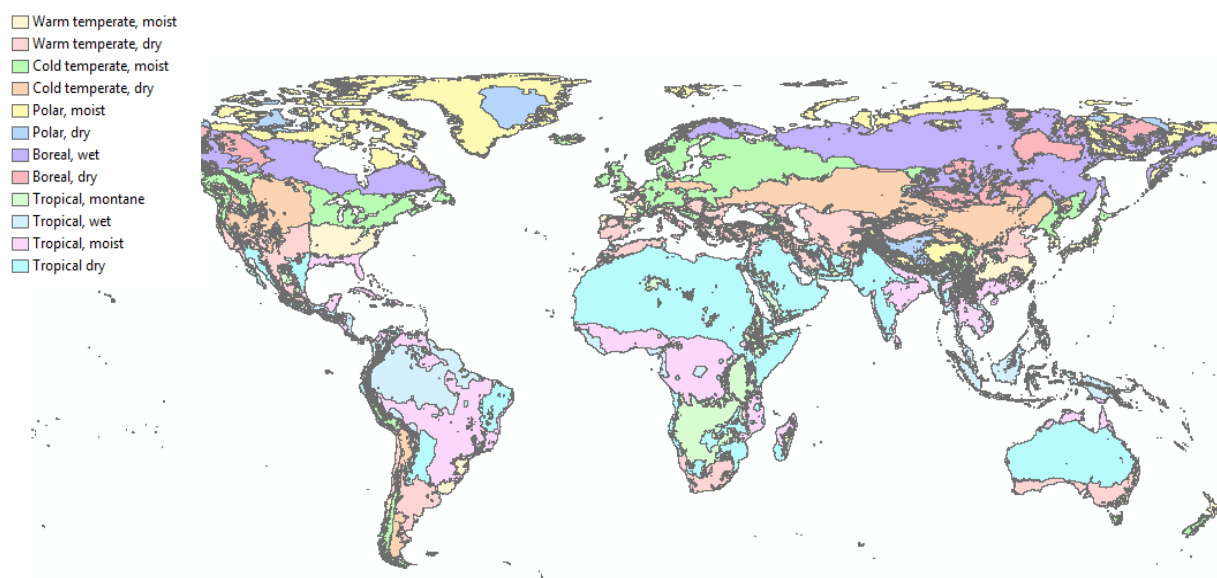 Warm temperate, moist
Warm temperate, dry
Cold temperate, moist
Cold temperate, dry
Polar, moist
Polar, dry
Boreal, wet
Boreal, dry
Tropical, montane
Tropical, wet
Tropical, moist
Tropical dry